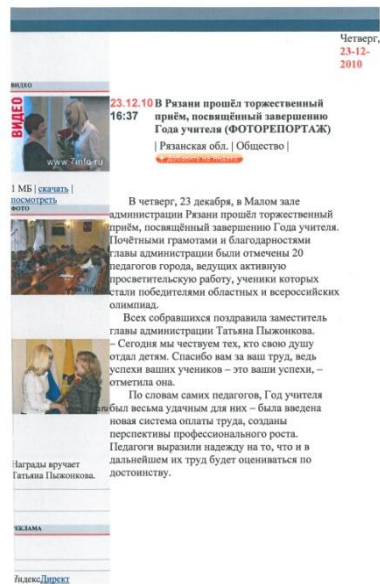 Четверг,
23-12-
2010
ВИДЕО
ВИДЕО
www.7info.ru
1 МБ | скачать |
посмотреть
ФОТО
23.12.10
16:37
В Рязани прошёл торжественный
приём, посвящённый завершению
Года учителя (ФОТОРЕПОРТАЖ)
| Рязанская обл. | Общество |
В четверг, 23 декабря, в Малом зале
администрации Рязани прошёл торжественный
приём, посвящённый завершению Года учителя.
Почётными грамотами и благодарностями
главы администрации были отмечены 20
педагогов города, ведущих активную
просветительскую работу, ученики которых
стали победителями областных и всероссийских
олимпиад.
Всех собравшихся поздравила заместитель
главы администрации Татьяна Пыжонкова.
– Сегодня мы чествуем тех, кто свою душу
отдал детям. Спасибо вам за ваш труд, ведь
успехи ваших учеников – это ваши успехи, –
отметила она.
По словам самих педагогов, Год учителя
был весьма удачным для них – была введена
новая система оплаты труда, созданы
перспективы профессионального роста.
Педагоги выразили надежду на то, что и в
дальнейшем их труд будет оцениваться по
достоинству.
Награды вручает
Татьяна Пыжонкова.
РЕКЛАМА
ЯндексДирект